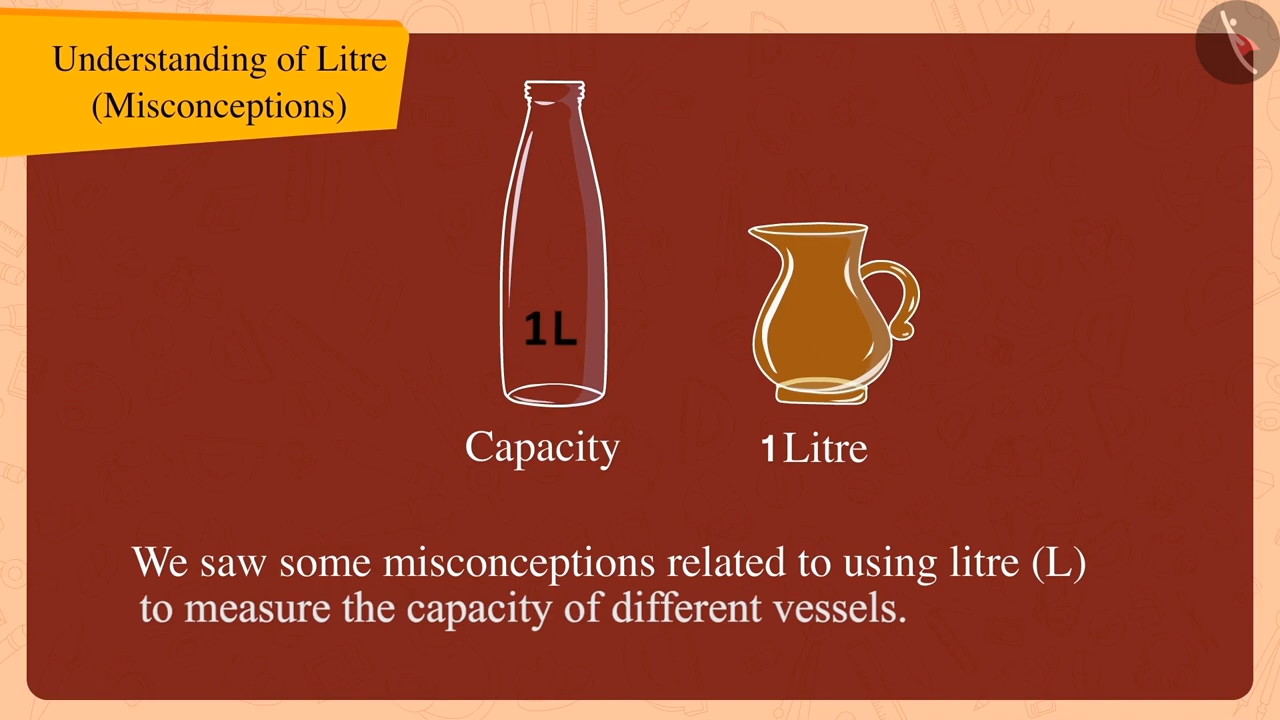 Understanding of Litre
(Misconceptions)
1L
Capacity
1 Litre
We saw some misconceptions related to using litre (L)
to measure the capacity of different vessels.